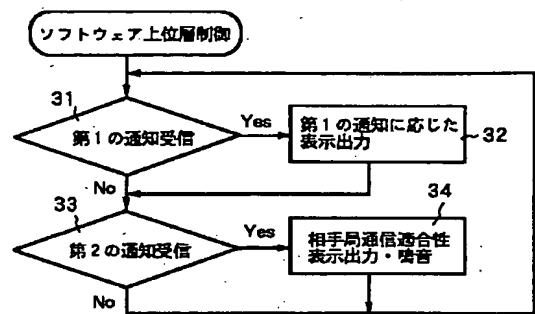 ソフトウェア上位層制御
31
第1の通知受信
Yes
第1の通知に応じた
表示出力
32
No
33
第2の通知受信
Yes
34
相手局通信適合性
表示出力・鳴音
No